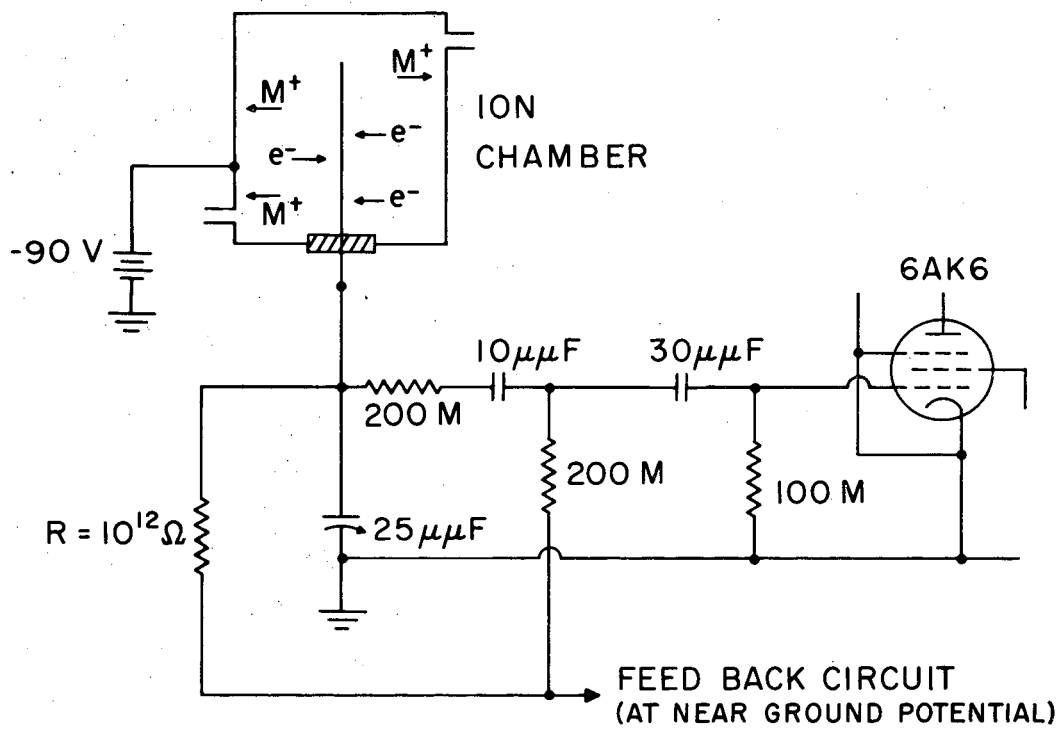 M⁺
M⁺
ION
CHAMBER
e⁻
e⁻
M⁺
e⁻
-90 V
6AK6
10μμF
30μμF
200 M
200 M
100 M
R = 10¹²Ω
25μμF
FEED BACK CIRCUIT
(AT NEAR GROUND POTENTIAL)